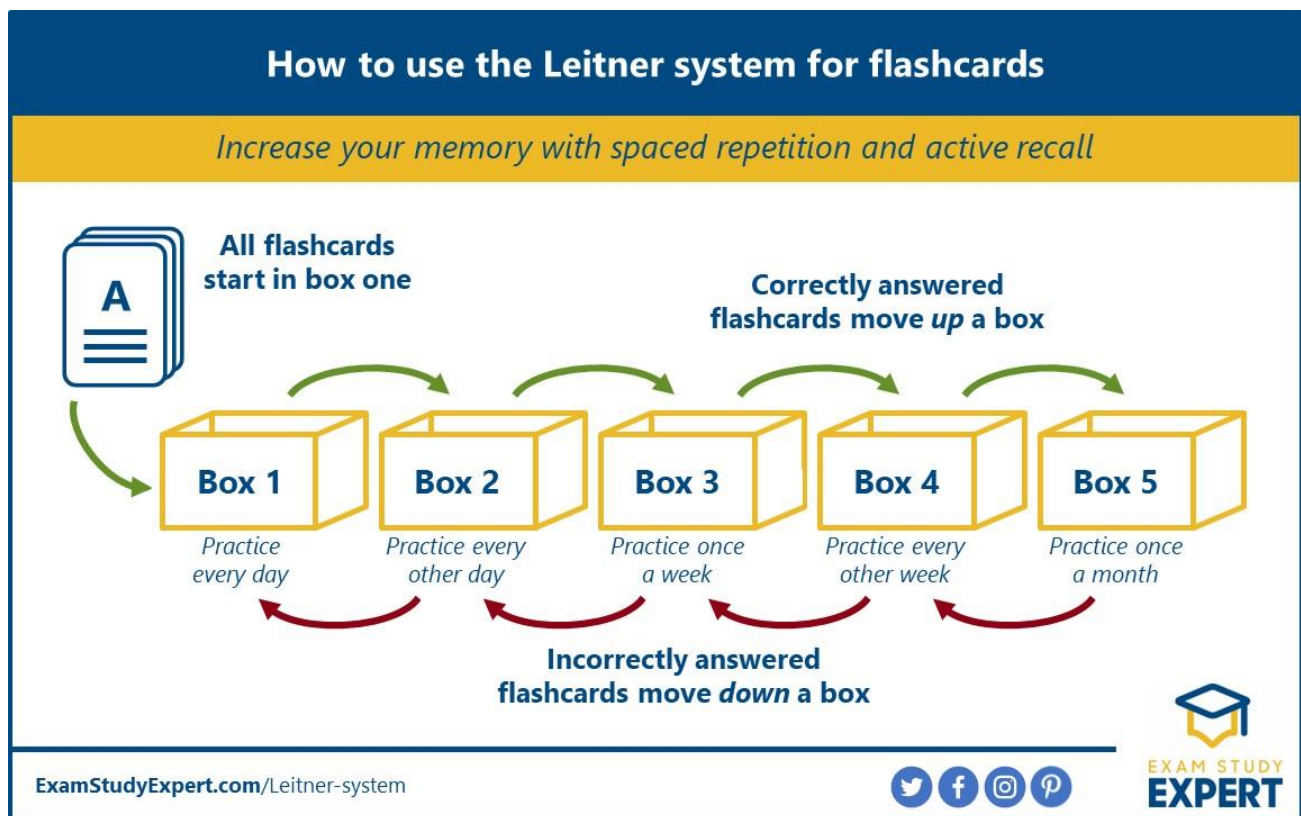 How to use the Leitner system for flashcards
Increase your memory with spaced repetition and active recall
A
All flashcards
start in box one
Correctly answered
flashcards move up a box
Box 1
Box 2
Box 3
Box 4
Box 5
Practice
every day
Practice every
other day
Practice once
a week
Practice every
other week
Practice once
a month
Incorrectly answered
flashcards move down a box
ExamStudyExpert.com/Leitner-system
EXAM STUDY
EXPERT